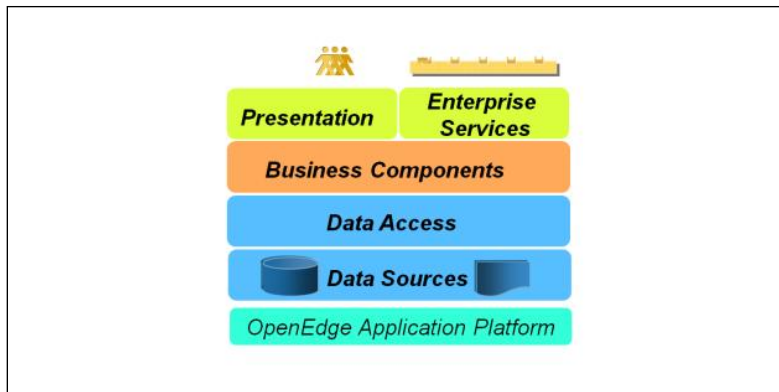 Presentation
Enterprise
Services
Business Components
Data Access
Data Sources
OpenEdge Application Platform